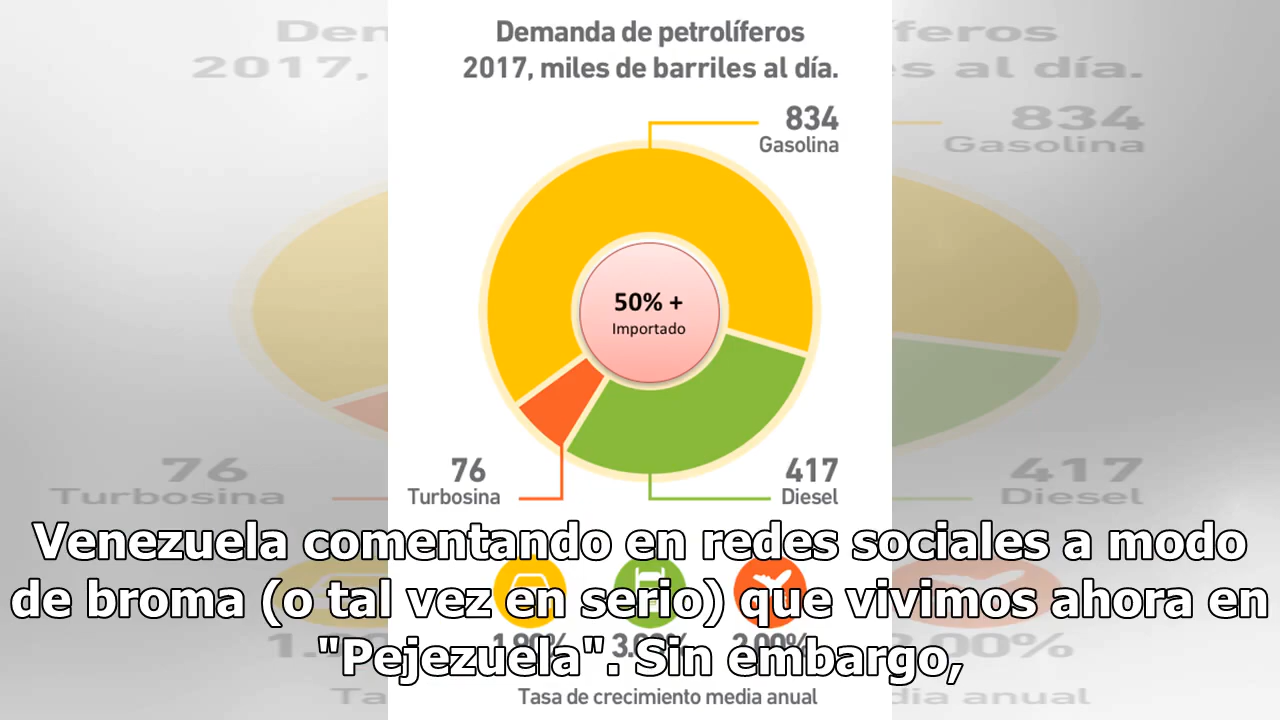 Demanda de petrolíferos
2017, miles de barriles al día.
834
Gasolina
50% +
Importado
76
Turbosina
417
Diesel
Venezuela comentando en redes sociales a modo
de broma (o tal vez en serio) que vivimos ahora en
"Pejezuela". Sin embargo,
Tasa de crecimiento media anual